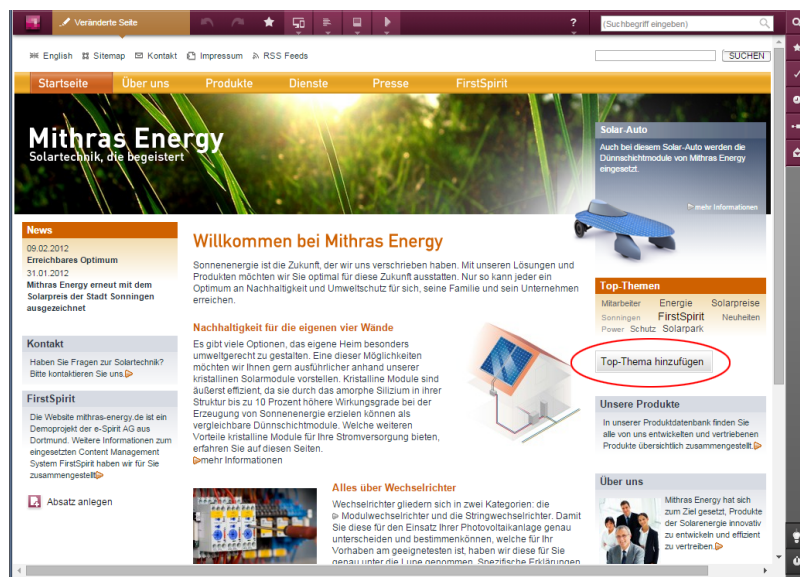 Veränderte Seite
?
(Suchbegriff eingeben)
English Sitemap Kontakt Impressum RSS Feeds
SUCHEN
Startseite Über uns Produkte Dienste Presse FirstSpirit
Mithras Energy
Solartechnik, die begeistert
Solar-Auto
Auch bei diesem Solar-Auto werden die
Dünnschichtmodule von Mithras Energy
eingesetzt.
mehr Informationen
News
09.02.2012
Erreichbares Optimum
31.01.2012
Mithras Energy erneut mit dem
Solarpreis der Stadt Sonningen
ausgezeichnet
Kontakt
Haben Sie Fragen zur Solartechnik?
Bitte kontaktieren Sie uns.
FirstSpirit
Die Website mithras-energy.de ist ein
Demoprojekt der e-Spirit AG aus
Dortmund. Weitere Informationen zum
eingesetzten Content Management
System FirstSpirit haben wir für Sie
zusammengestellt
Absatz anlegen
Willkommen bei Mithras Energy
Sonnenenergie ist die Zukunft, der wir uns verschrieben haben. Mit unseren Lösungen und
Produkten möchten wir Sie optimal für diese Zukunft ausstatten. Nur so kann jeder ein
Optimum an Nachhaltigkeit und Umweltschutz für sich, seine Familie und sein Unternehmen
erreichen.
Nachhaltigkeit für die eigenen vier Wände
Es gibt viele Optionen, das eigene Heim besonders
umweltgerecht zu gestalten. Eine dieser Möglichkeiten
möchten wir Ihnen gern ausführlicher anhand unserer
kristallinen Solarmodule vorstellen. Kristalline Module sind
äußerst effizient, da sie durch das amorphe Silizium in ihrer
Struktur bis zu 10 Prozent höhere Wirkungsgrade bei der
Erzeugung von Sonnenenergie erzielen können als
vergleichbare Dünnschichtmodule. Welche weiteren
Vorteile kristalline Module für Ihre Stromversorgung bieten,
erfahren Sie auf diesen Seiten.
mehr Informationen
Alles über Wechselrichter
Wechselrichter gliedern sich in zwei Kategorien: die
Modulwechselrichter und die Stringwechselrichter. Damit
Sie diese für den Einsatz Ihrer Photovoltaikanlage genau
unterscheiden und bestimmenkönnen, welche für Ihr
Vorhaben am geeignetesten ist, haben wir diese für Sie
genau unter die Lupe genommen. Spezifische Erklärungen
Top-Themen
Mitarbeiter Energie Solarpreise
Sonningen FirstSpirit Neuheiten
Power Schutz Solarpark
Top-Thema hinzufügen
Unsere Produkte
In unserer Produktdatenbank finden Sie
alle von uns entwickelten und vertriebenen
Produkte übersichtlich zusammengestellt.
Über uns
Mithras Energy hat sich
zum Ziel gesetzt, Produkte
der Solarenergie innovativ
zu entwickeln und effizient
zu vertreiben.